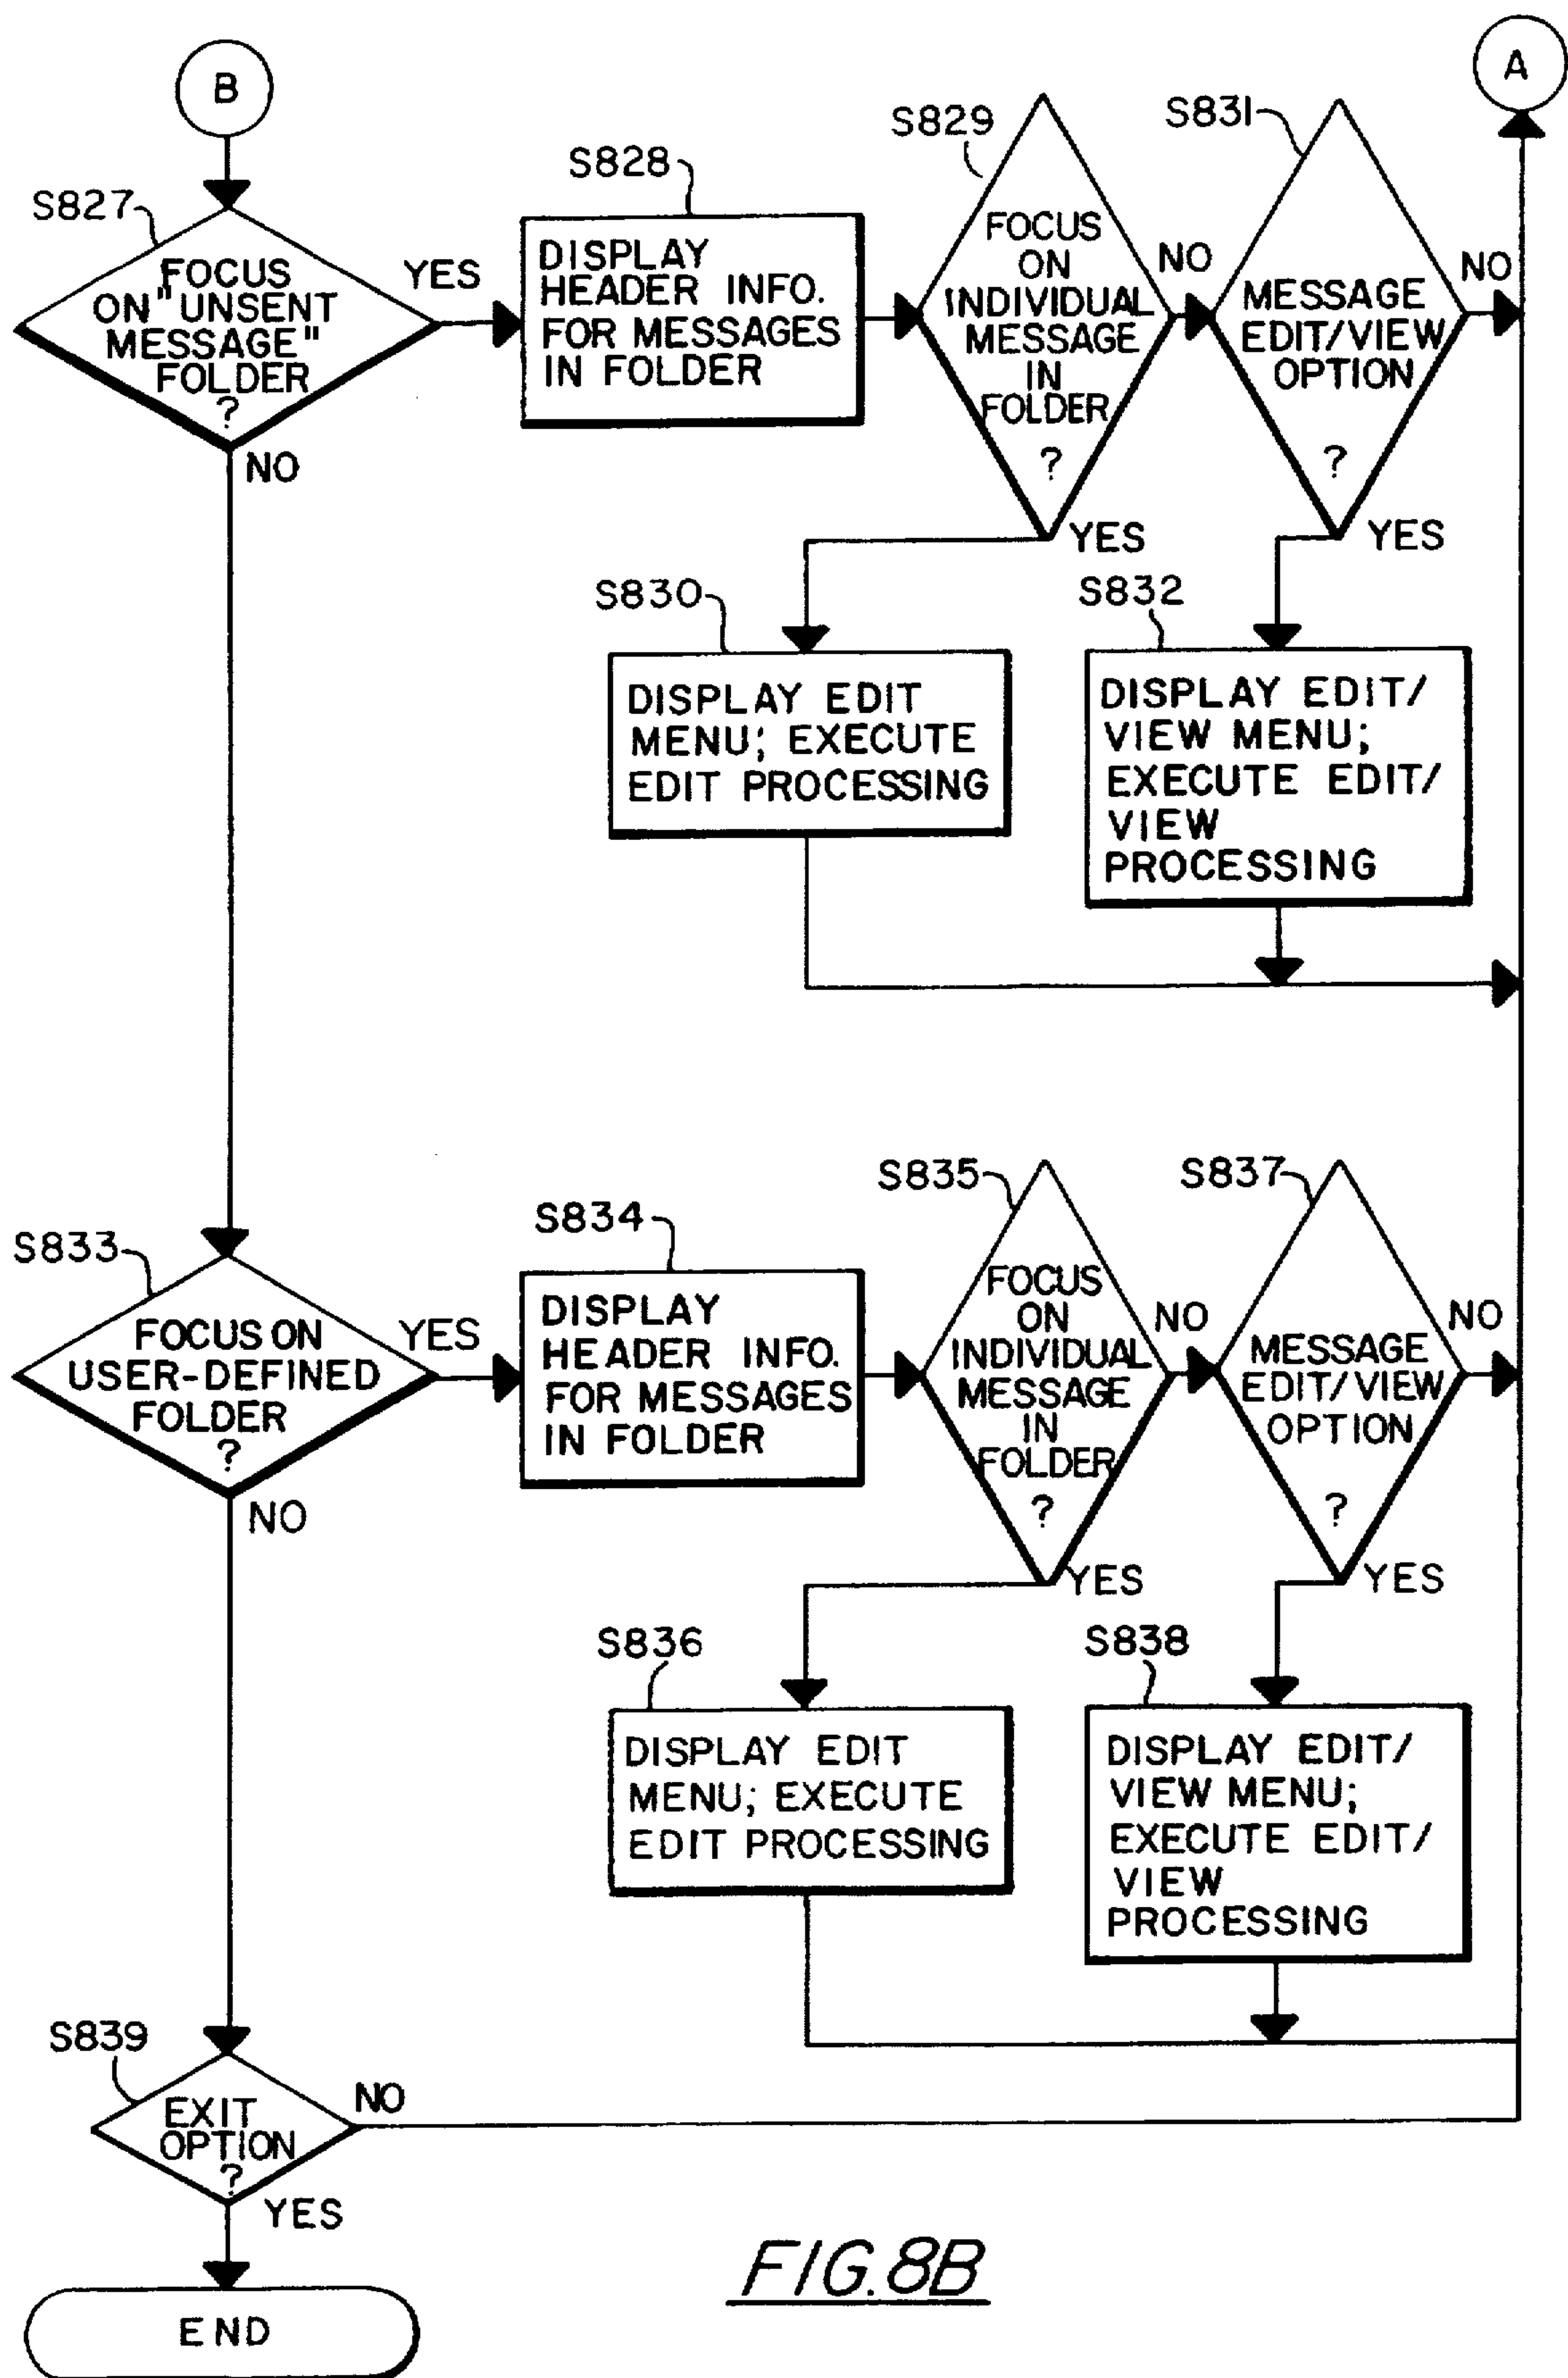 B
A
S827
FOCUS
ON "UNSENT
MESSAGE"
FOLDER
?
YES
NO
S828
DISPLAY
HEADER INFO.
FOR MESSAGES
IN FOLDER
S829
FOCUS
ON
INDIVIDUAL
MESSAGE
IN
FOLDER
?
NO
YES
S831
MESSAGE
EDIT/VIEW
OPTION
?
NO
YES
S830
DISPLAY EDIT
MENU; EXECUTE
EDIT PROCESSING
S832
DISPLAY EDIT/
VIEW MENU;
EXECUTE EDIT/
VIEW
PROCESSING
S833
FOCUS ON
USER-DEFINED
FOLDER
?
YES
NO
S834
DISPLAY
HEADER INFO.
FOR MESSAGES
IN FOLDER
S835
FOCUS
ON
INDIVIDUAL
MESSAGE
IN
FOLDER
?
NO
YES
S837
MESSAGE
EDIT/VIEW
OPTION
?
NO
YES
S836
DISPLAY EDIT
MENU; EXECUTE
EDIT PROCESSING
S838
DISPLAY EDIT/
VIEW MENU;
EXECUTE EDIT/
VIEW
PROCESSING
S839
EXIT
OPTION
?
NO
YES
END
FIG. 8B